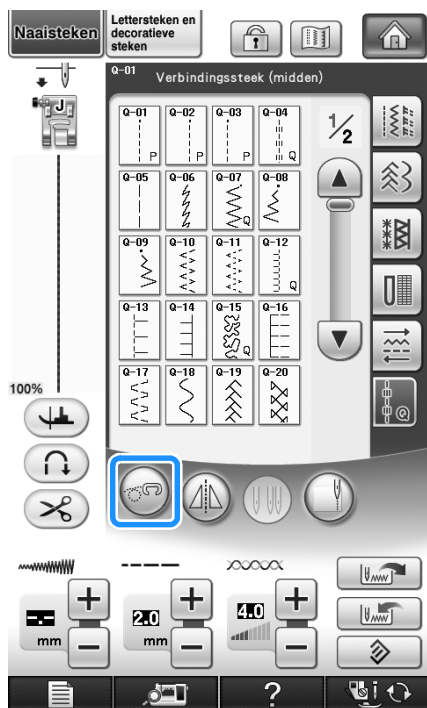 Naaisteken
Lettersteken en
decoratieve
steken
Q-01
Verbindingssteek (midden)
J
Q-01 Q-02 Q-03 Q-04
P P P Q
1/2
Q-05 Q-06 Q-07 Q-08
Q
Q-09 Q-10 Q-11 Q-12
Q
Q-13 Q-14 Q-15 Q-16
Q
Q-17 Q-18 Q-19 Q-20
Q
100%
+ + +
2.0 4.0
mm mm
− − −
?